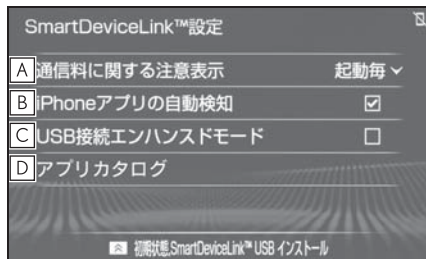 SmartDeviceLink™設定
A 通信料に関する注意表示 起動毎
B iPhoneアプリの自動検知
C USB接続エンハンスドモード
D アプリカタログ
初期状態,SmartDeviceLink™ USB インストール